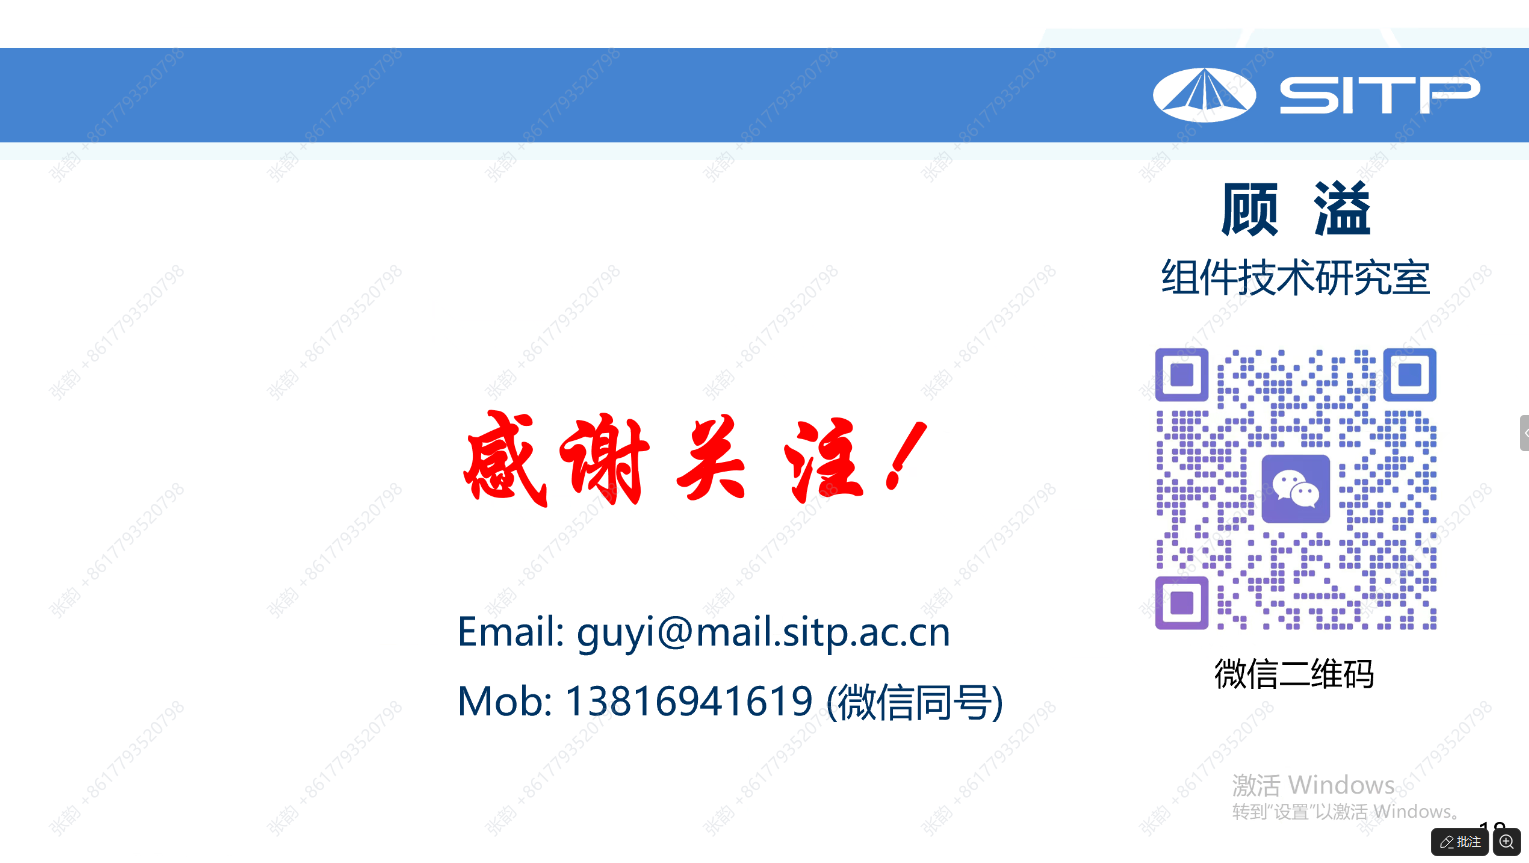 SITP
顾 溢
组件技术研究室
感谢关注!
Email: guyi@mail.sitp.ac.cn
Mob: 13816941619 (微信同号)
微信二维码
激活 Windows
转到“设置”以激活 Windows。
18
批注
张韵 +8617793520798